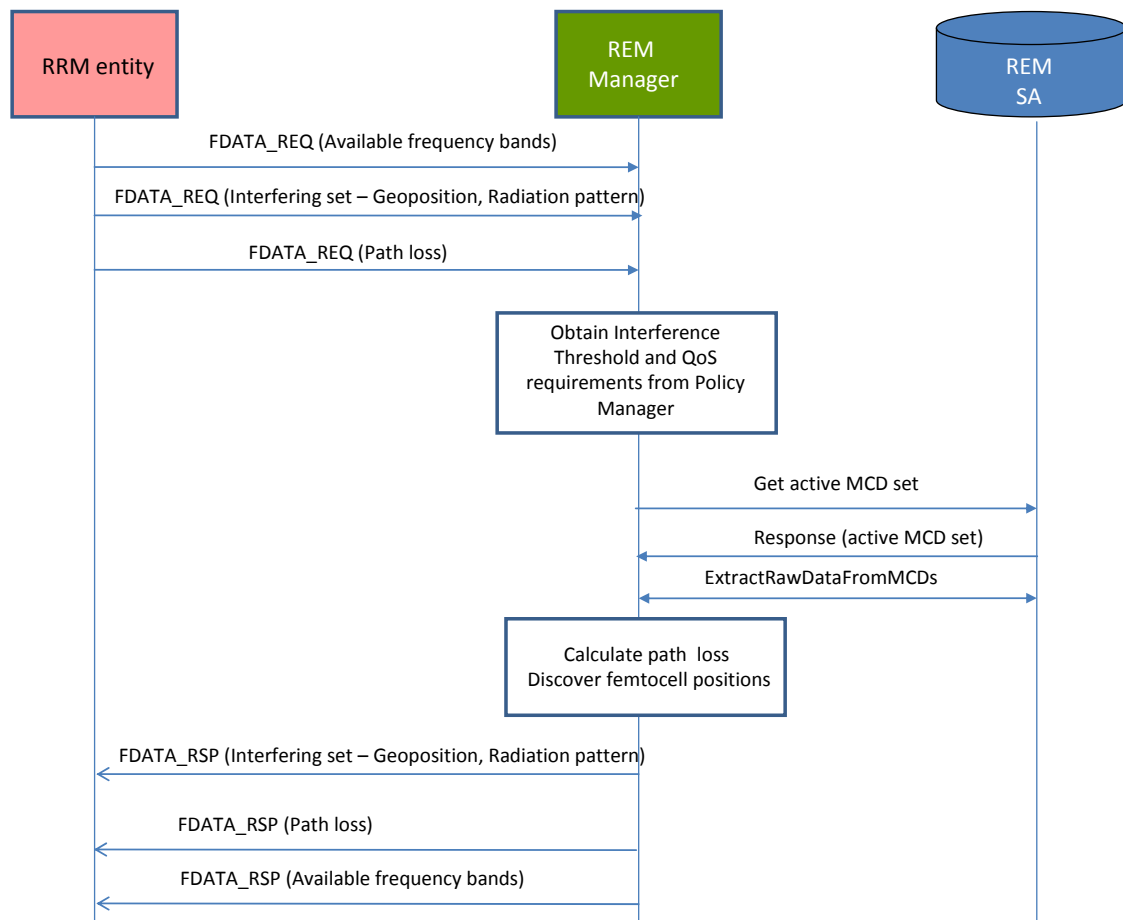 RRM entity
REM
Manager
REM
SA
FDATA_REQ (Available frequency bands)
FDATA_REQ (Interfering set – Geoposition, Radiation pattern)
FDATA_REQ (Path loss)
Obtain Interference
Threshold and QoS
requirements from Policy
Manager
Get active MCD set
Response (active MCD set)
ExtractRawDataFromMCDs
Calculate path loss
Discover femtocell positions
FDATA_RSP (Interfering set – Geoposition, Radiation pattern)
FDATA_RSP (Path loss)
FDATA_RSP (Available frequency bands)